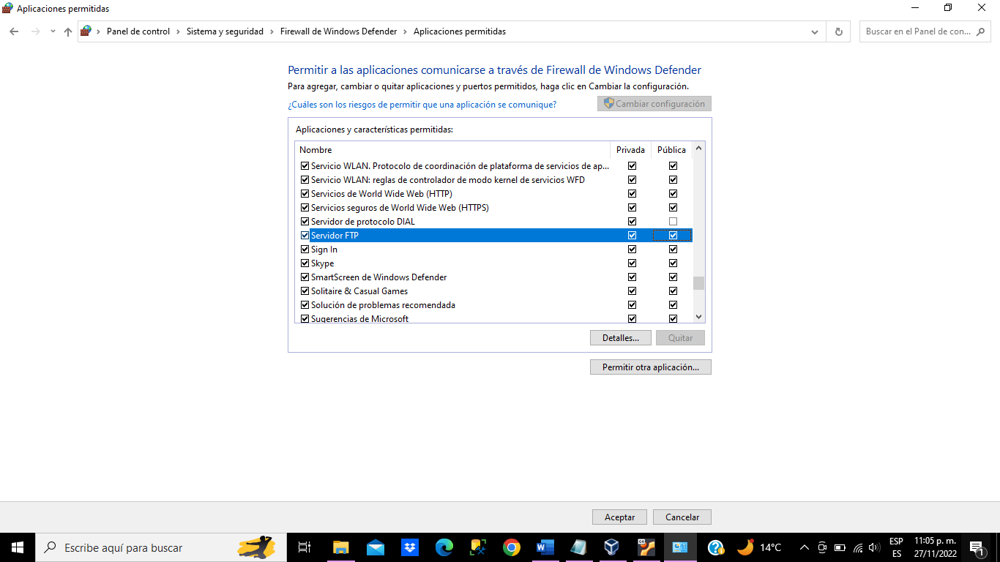 Aplicaciones permitidas
Panel de control > Sistema y seguridad > Firewall de Windows Defender > Aplicaciones permitidas
Buscar en el Panel de con...
Permitir a las aplicaciones comunicarse a través de Firewall de Windows Defender
Para agregar, cambiar o quitar aplicaciones y puertos permitidos, haga clic en Cambiar la configuración.
¿Cuáles son los riesgos de permitir que una aplicación se comunique?
Cambiar configuración
Aplicaciones y características permitidas:
Nombre Privada Pública
Servicio WLAN. Protocolo de coordinación de plataforma de servicios de ap...
Servicio WLAN: reglas de controlador de modo kernel de servicios WFD
Servicios de World Wide Web (HTTP)
Servicios seguros de World Wide Web (HTTPS)
Servidor de protocolo DIAL
Servidor FTP
Sign In
Skype
SmartScreen de Windows Defender
Solitaire & Casual Games
Solución de problemas recomendada
Sugerencias de Microsoft
Detalles... Quitar
Permitir otra aplicación...
Aceptar Cancelar
Escribe aquí para buscar
64
14°C
ESP
ES
11:05 p. m.
27/11/2022
1